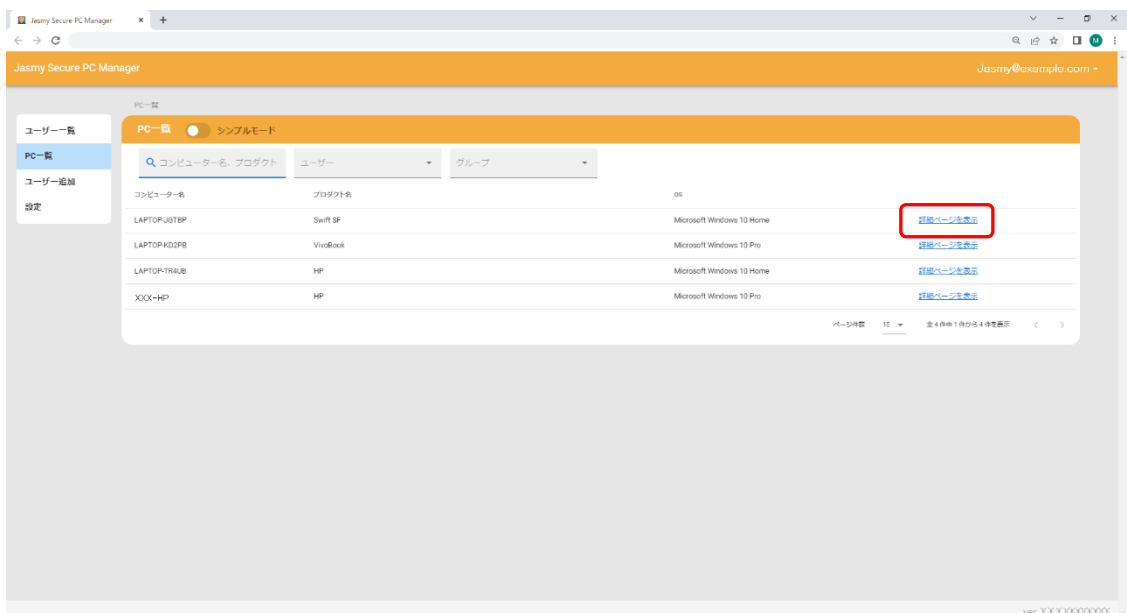 Jasmy Secure PC Manager
M
Jasmy Secure PC Manager
Jasmy@example.com
PC一覧
ユーザー一覧
PC一覧
ユーザー追加
設定
PC一覧 シンプルモード
コンピューター名、プロダクト ユーザー グループ
コンピューター名 プロダクト名 OS
LAPTOP-JGTBP Swift SF Microsoft Windows 10 Home 詳細ページを表示
LAPTOP-KD2PB VivoBook Microsoft Windows 10 Pro 詳細ページを表示
LAPTOP-TR4UB HP Microsoft Windows 10 Home 詳細ページを表示
XXX-HP HP Microsoft Windows 10 Pro 詳細ページを表示
ページ件数 10 全 4 件中 1 件から 4 件を表示